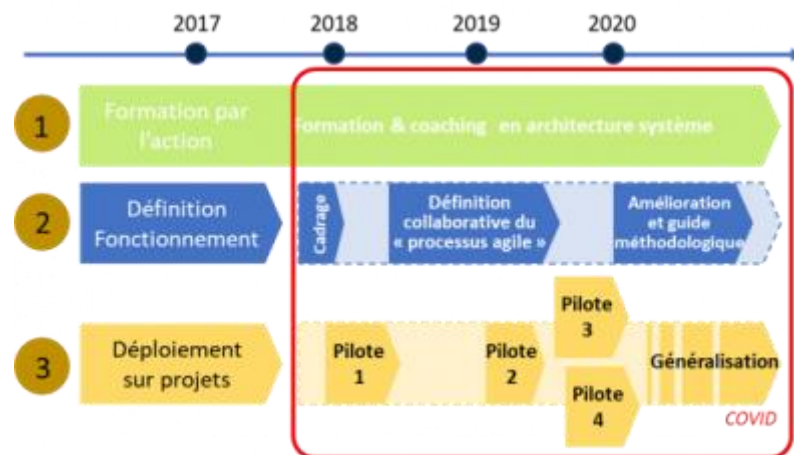 2017 2018 2019 2020
1
Formation par
l'action
Formation & coaching en architecture système
2
Définition
Fonctionnement
Cadrage
Définition
collaborative du
« processus agile »
Amélioration
et guide
méthodologique
3
Déploiement
sur projets
Pilote
1
Pilote
2
Pilote
3
Pilote
4
Généralisation
COVID